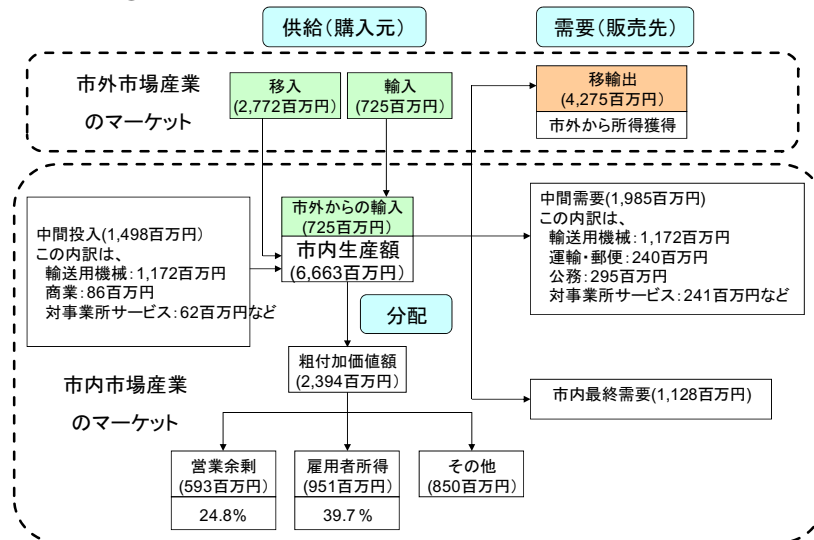 供給（購入元）
需要（販売先）
市外市場産業
のマーケット
移入
(2,772百万円)
輸入
(725百万円)
移輸出
(4,275百万円)
市外から所得獲得
中間投入(1,498百万円）
この内訳は、
輸送用機械：1,172百万円
商業：86百万円
対事業所サービス：62百万円など
市外からの輸入
(725百万円)
市内生産額
(6,663百万円)
中間需要(1,985百万円)
この内訳は、
輸送用機械：1,172百万円
運輸・郵便：240百万円
公務：295百万円
対事業所サービス：241百万円など
分配
粗付加価値額
(2,394百万円)
市内市場産業
のマーケット
市内最終需要(1,128百万円)
営業余剰
(593百万円)
24.8%
雇用者所得
(951百万円)
39.7％
その他
(850百万円)